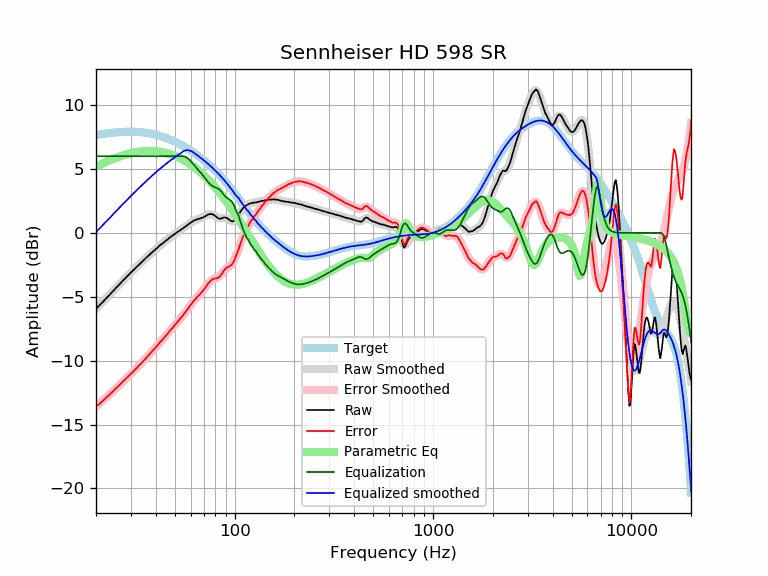 Sennheiser HD 598 SR
Amplitude (dBr)
10
5
0
−5
−10
−15
−20
Target
Raw Smoothed
Error Smoothed
Raw
Error
Parametric Eq
Equalization
Equalized smoothed
100
1000
10000
Frequency (Hz)